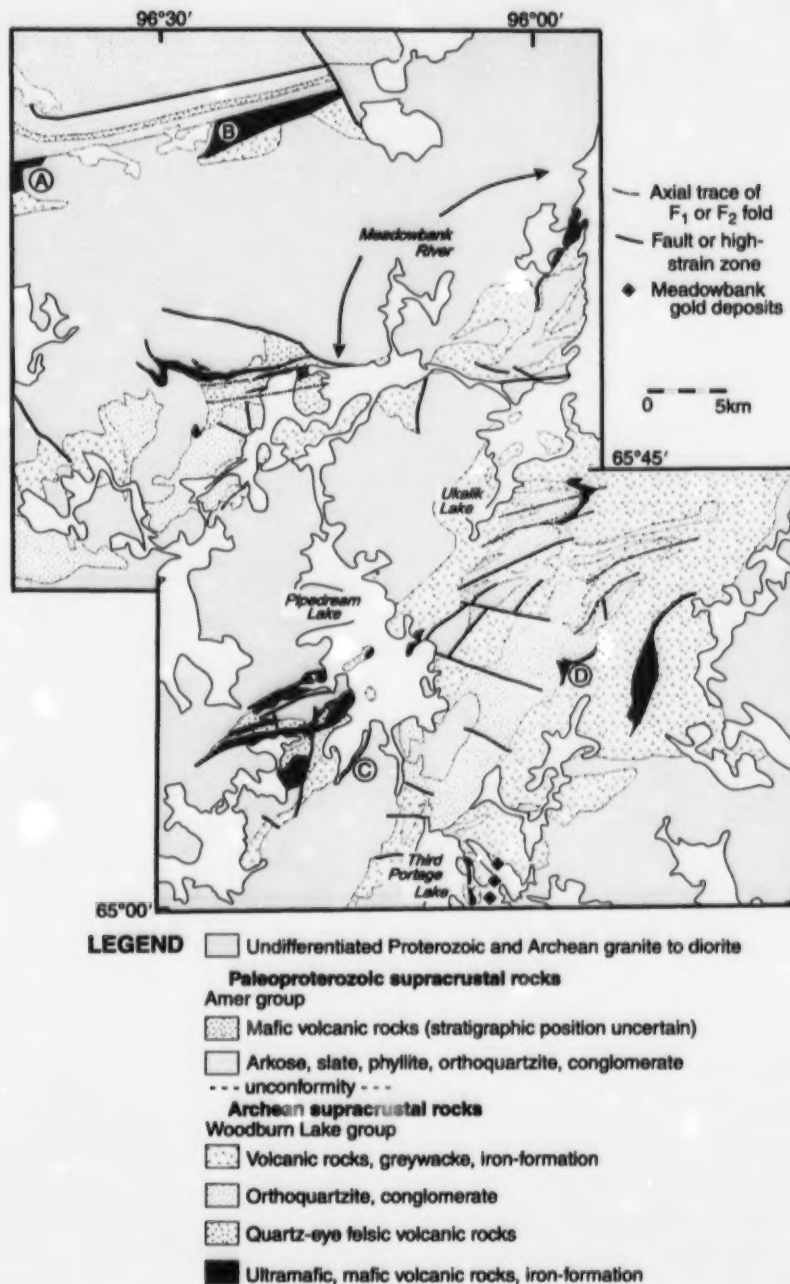 96°30′
96°00′
B
A
Meadowbank
River
Axial trace of
F1 or F2 fold
Fault or high-
strain zone
Meadowbank
gold deposits
0 5km
65°45′
Ukalik
Lake
Pipedream
Lake
D
C
Third
Portage
Lake
65°00′
LEGEND
Undifferentiated Proterozoic and Archean granite to diorite
Paleoproterozoic supracrustal rocks
Amer group
Mafic volcanic rocks (stratigraphic position uncertain)
Arkose, slate, phyllite, orthoquartzite, conglomerate
- - - unconformity - - -
Archean supracrustal rocks
Woodburn Lake group
Volcanic rocks, greywacke, iron-formation
Orthoquartzite, conglomerate
Quartz-eye felsic volcanic rocks
Ultramafic, mafic volcanic rocks, iron-formation